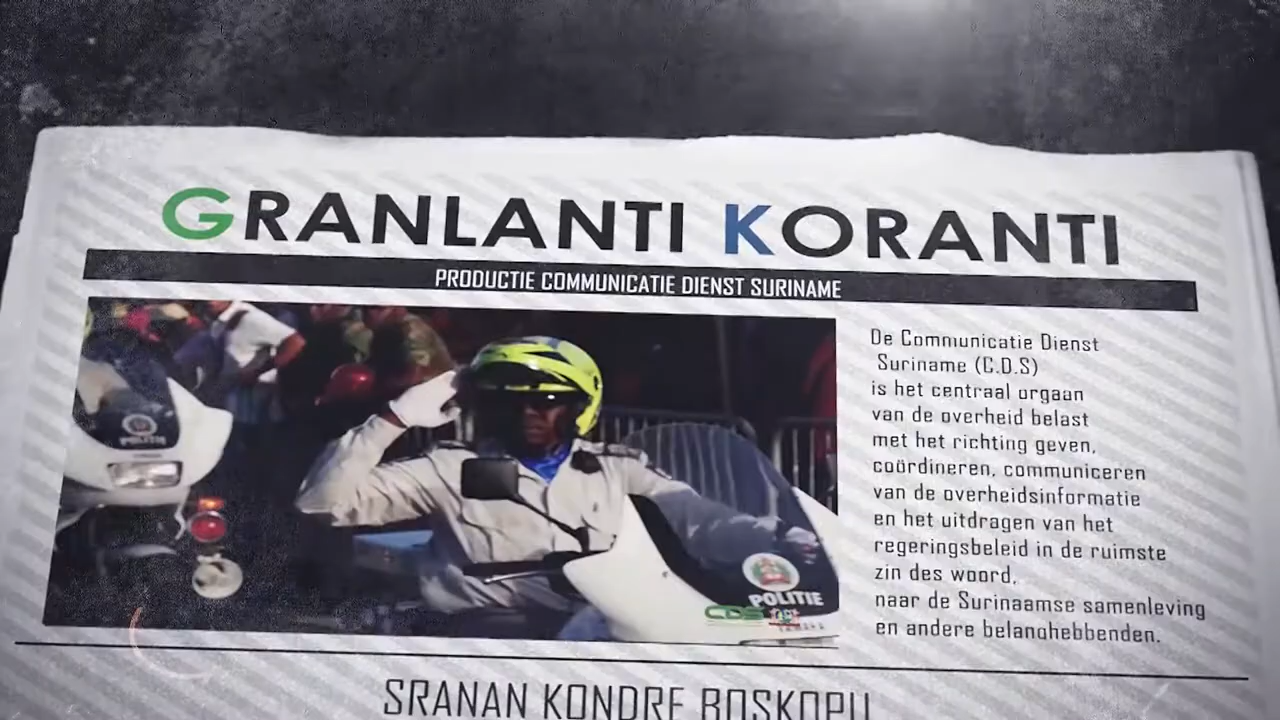 GRANLANTI KORANTI
PRODUCTIE COMMUNICATIE DIENST SURINAME
De Communicatie Dienst
Suriname (C.D.S)
is het centraal orgaan
van de overheid belast
met het richting geven,
coördineren, communiceren
van de overheidsinformatie
en het uitdragen van het
regeringsbeleid in de ruimste
zin des woord,
naar de Surinaamse samenleving
en andere belanghebbenden.
POLITIE
POLITIE
CDS
SRANAN KONDRE BOSKOPU